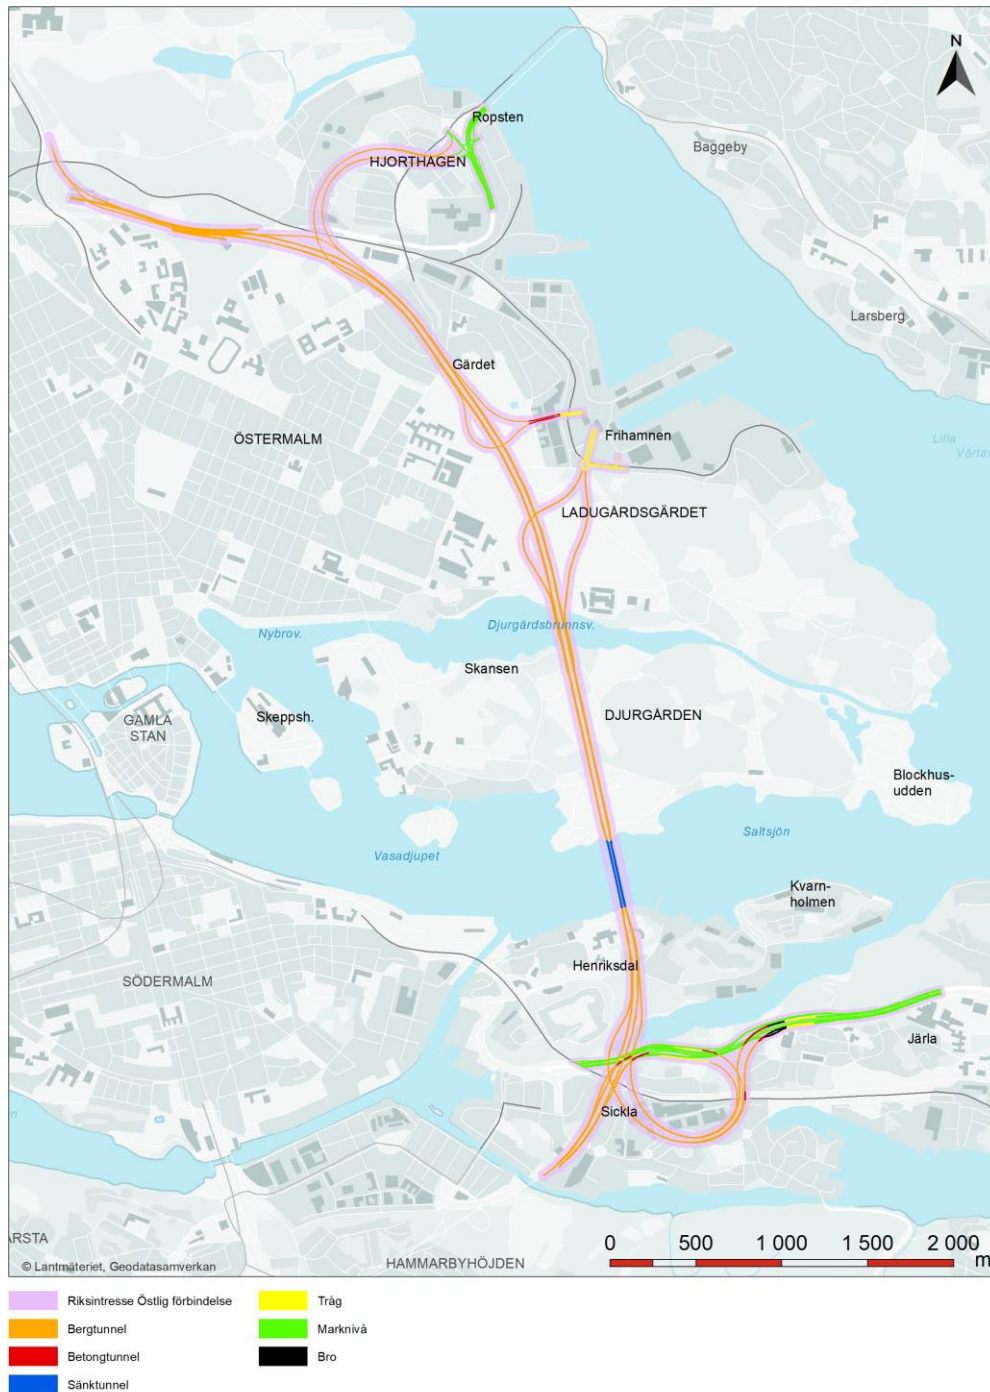 N
Ropsten
Baggeby
HJORTHAGEN
Larsberg
Gärdet
ÖSTERMALM
Frihamnen
Lilla
Värtan
LADUGÅRDSGÄRDET
Nybrov.
Djurgårdsbrunnsv.
Skansen
GAMLA
STAN
Skeppsh.
DJURGÅRDEN
Blockhus-
udden
Saltsjön
Vasadjupet
Kvarn-
holmen
Henriksdal
SÖDERMALM
Järla
Sickla
ÅRSTA
HAMMARBYHÖJDEN
© Lantmäteriet, Geodatasamverkan
0 500 1 000 1 500 2 000
m
Riksintresse Östlig förbindelse
Bergtunnel
Betongtunnel
Sänktunnel
Tråg
Marknivå
Bro